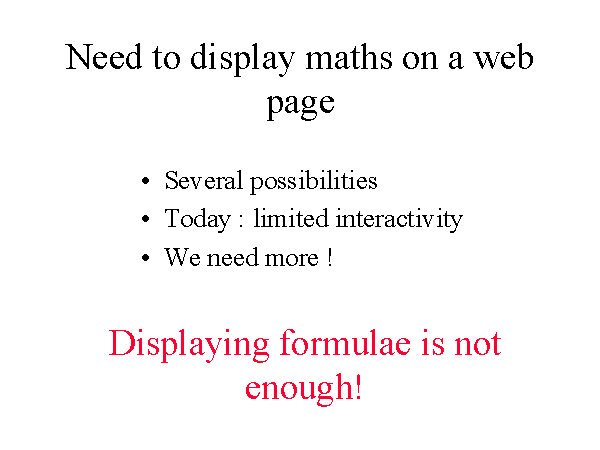 Need to display maths on a web
page
• Several possibilities
• Today : limited interactivity
• We need more !
Displaying formulae is not
enough!